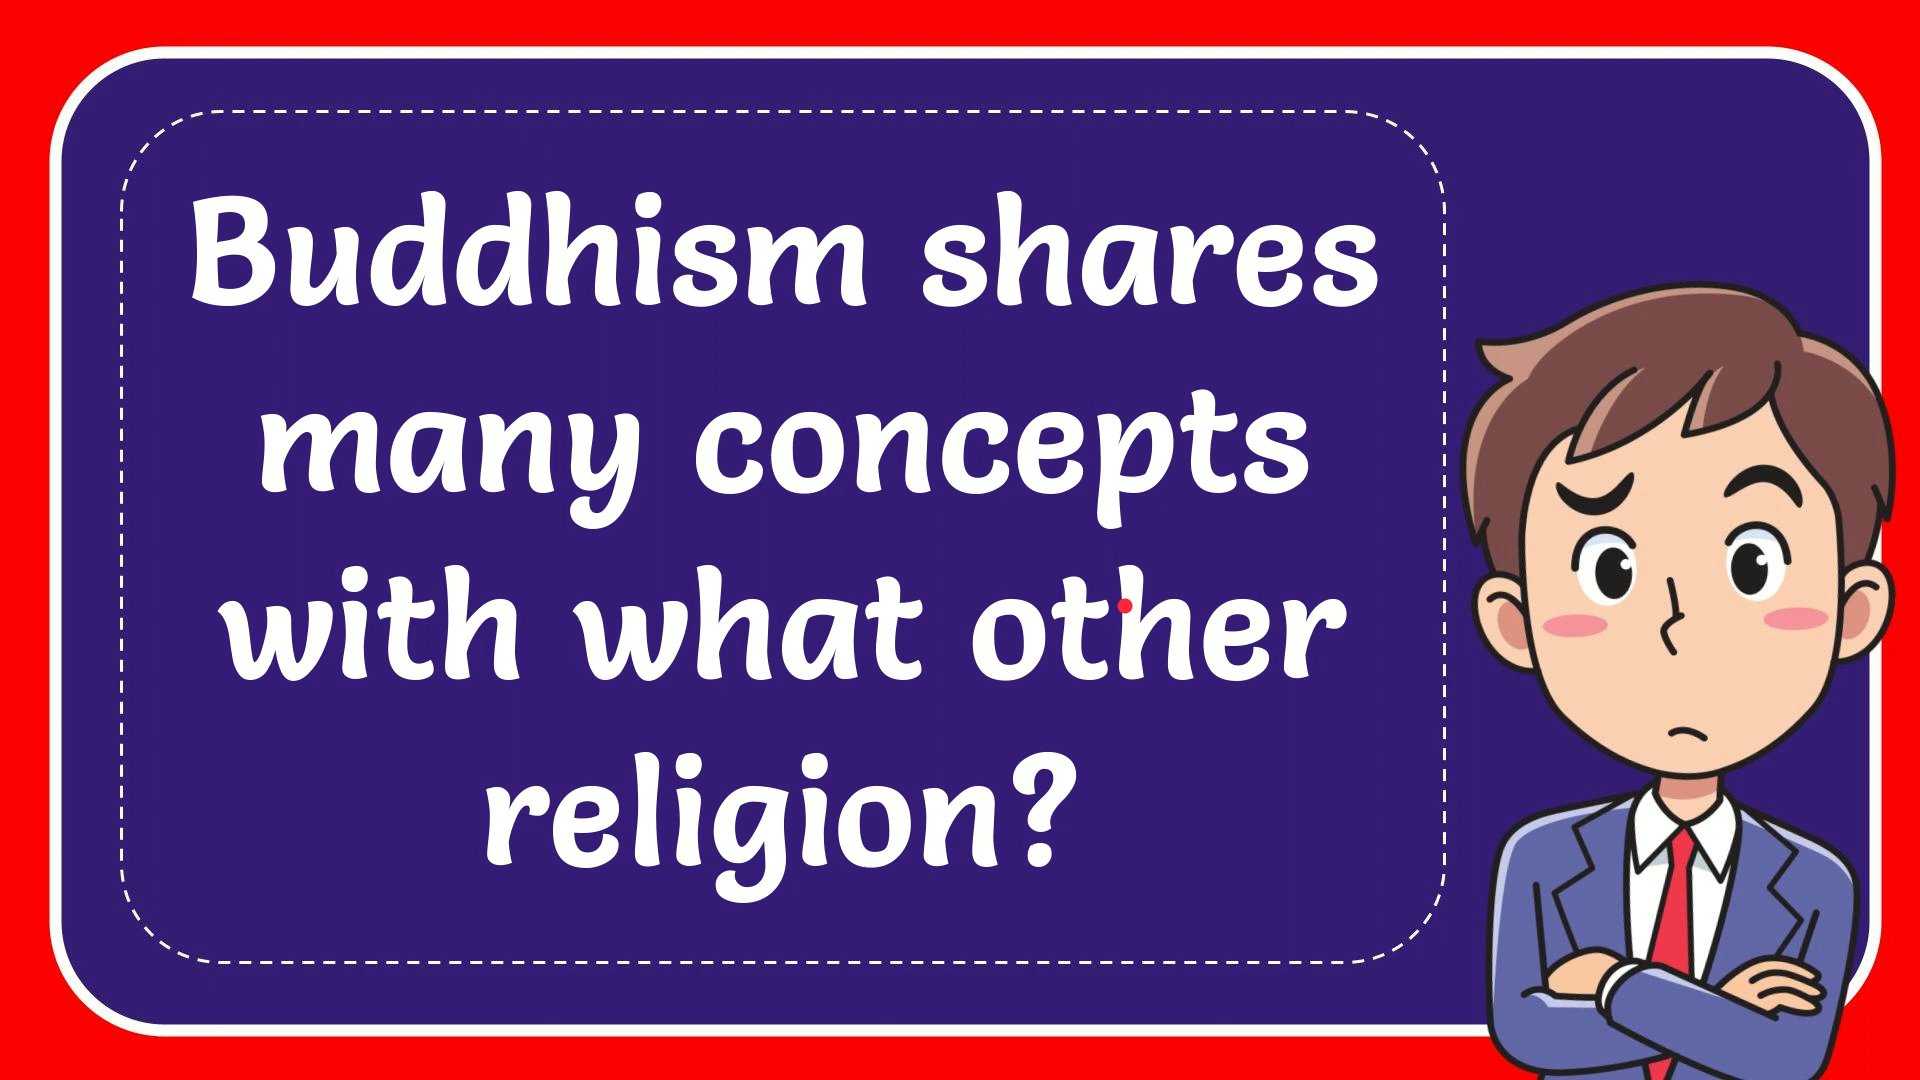 Buddhism shares
many concepts
with what other
religion?